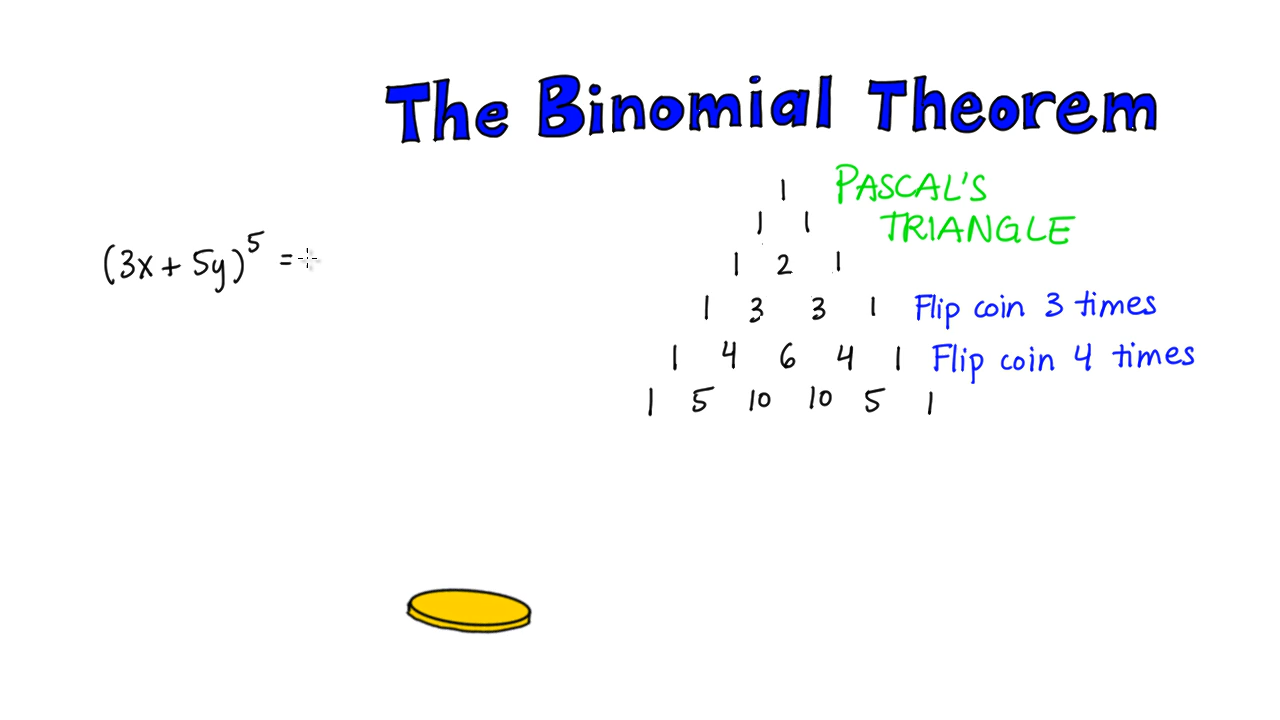 The Binomial Theorem
PASCAL'S
TRIANGLE
(3x + 5y)^5 =
1
1 1
1 2 1
1 3 3 1 Flip coin 3 times
1 4 6 4 1 Flip coin 4 times
1 5 10 10 5 1